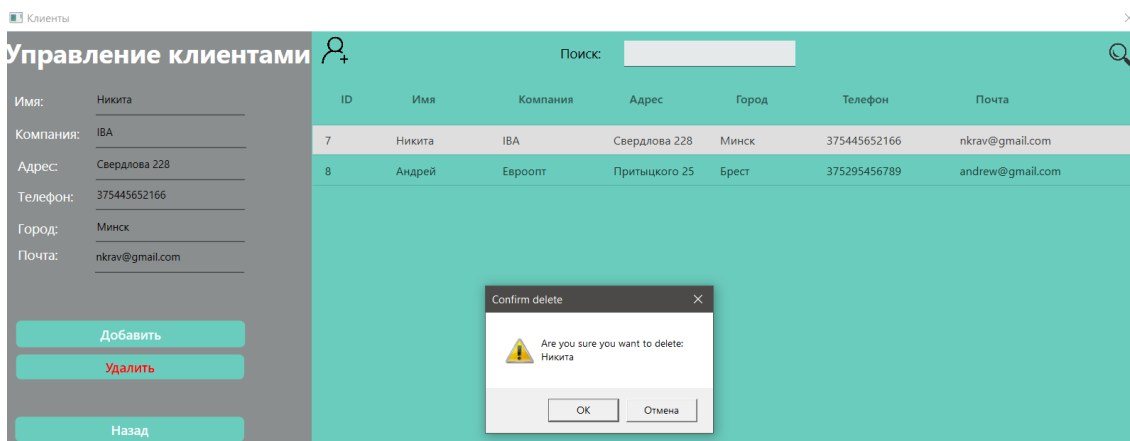 Клиенты
Управление клиентами
Поиск:
Имя: Никита
Компания: IBA
Адрес: Свердлова 228
Телефон: 375445652166
Город: Минск
Почта: nkrav@gmail.com
Добавить
Удалить
Назад
ID Имя Компания Адрес Город Телефон Почта
7 Никита IBA Свердлова 228 Минск 375445652166 nkrav@gmail.com
8 Андрей Евроопт Притыцкого 25 Брест 375295456789 andrew@gmail.com
Confirm delete
Are you sure you want to delete:
Никита
OK Отмена